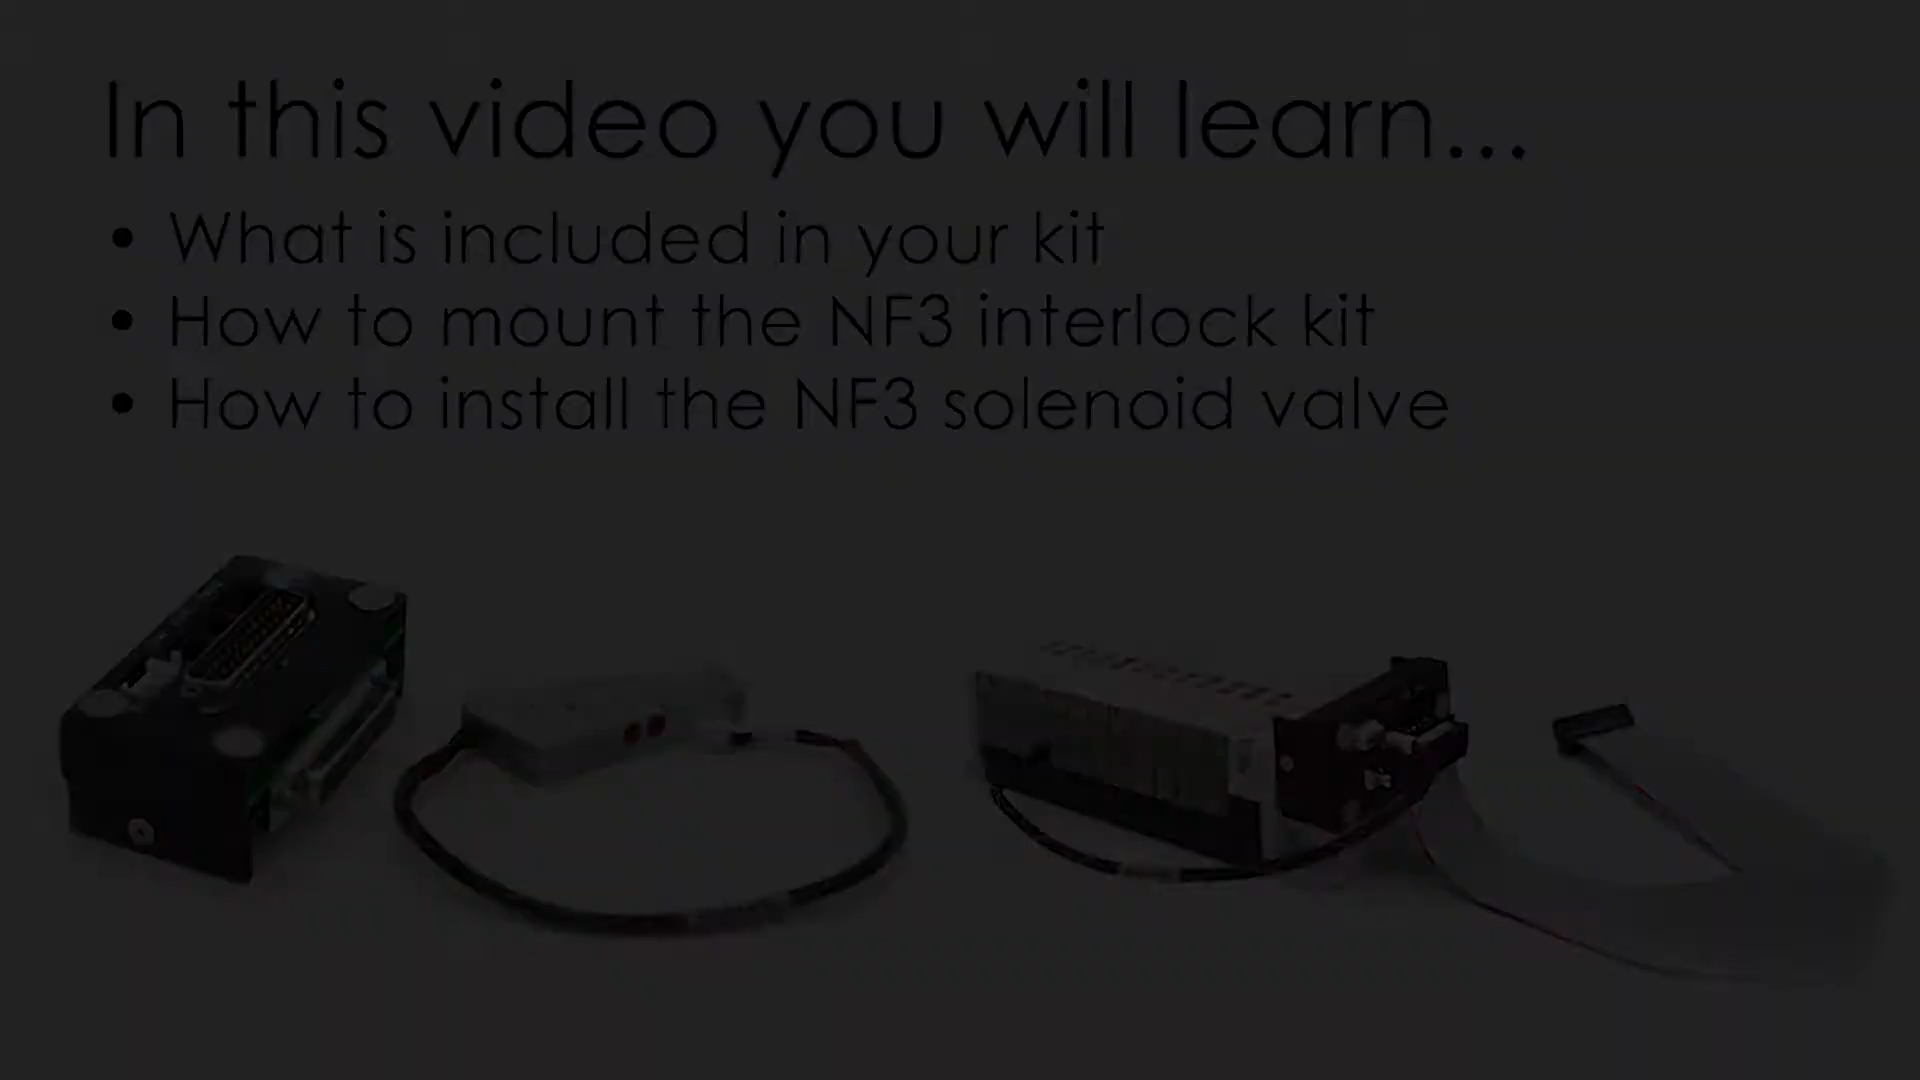 In this video you will learn...
• What is included in your kit
• How to mount the NF3 interlock kit
• How to install the NF3 solenoid valve